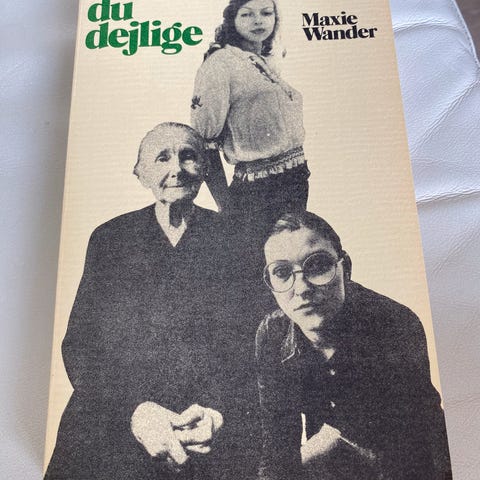 du
dejlige
Maxie
Wander